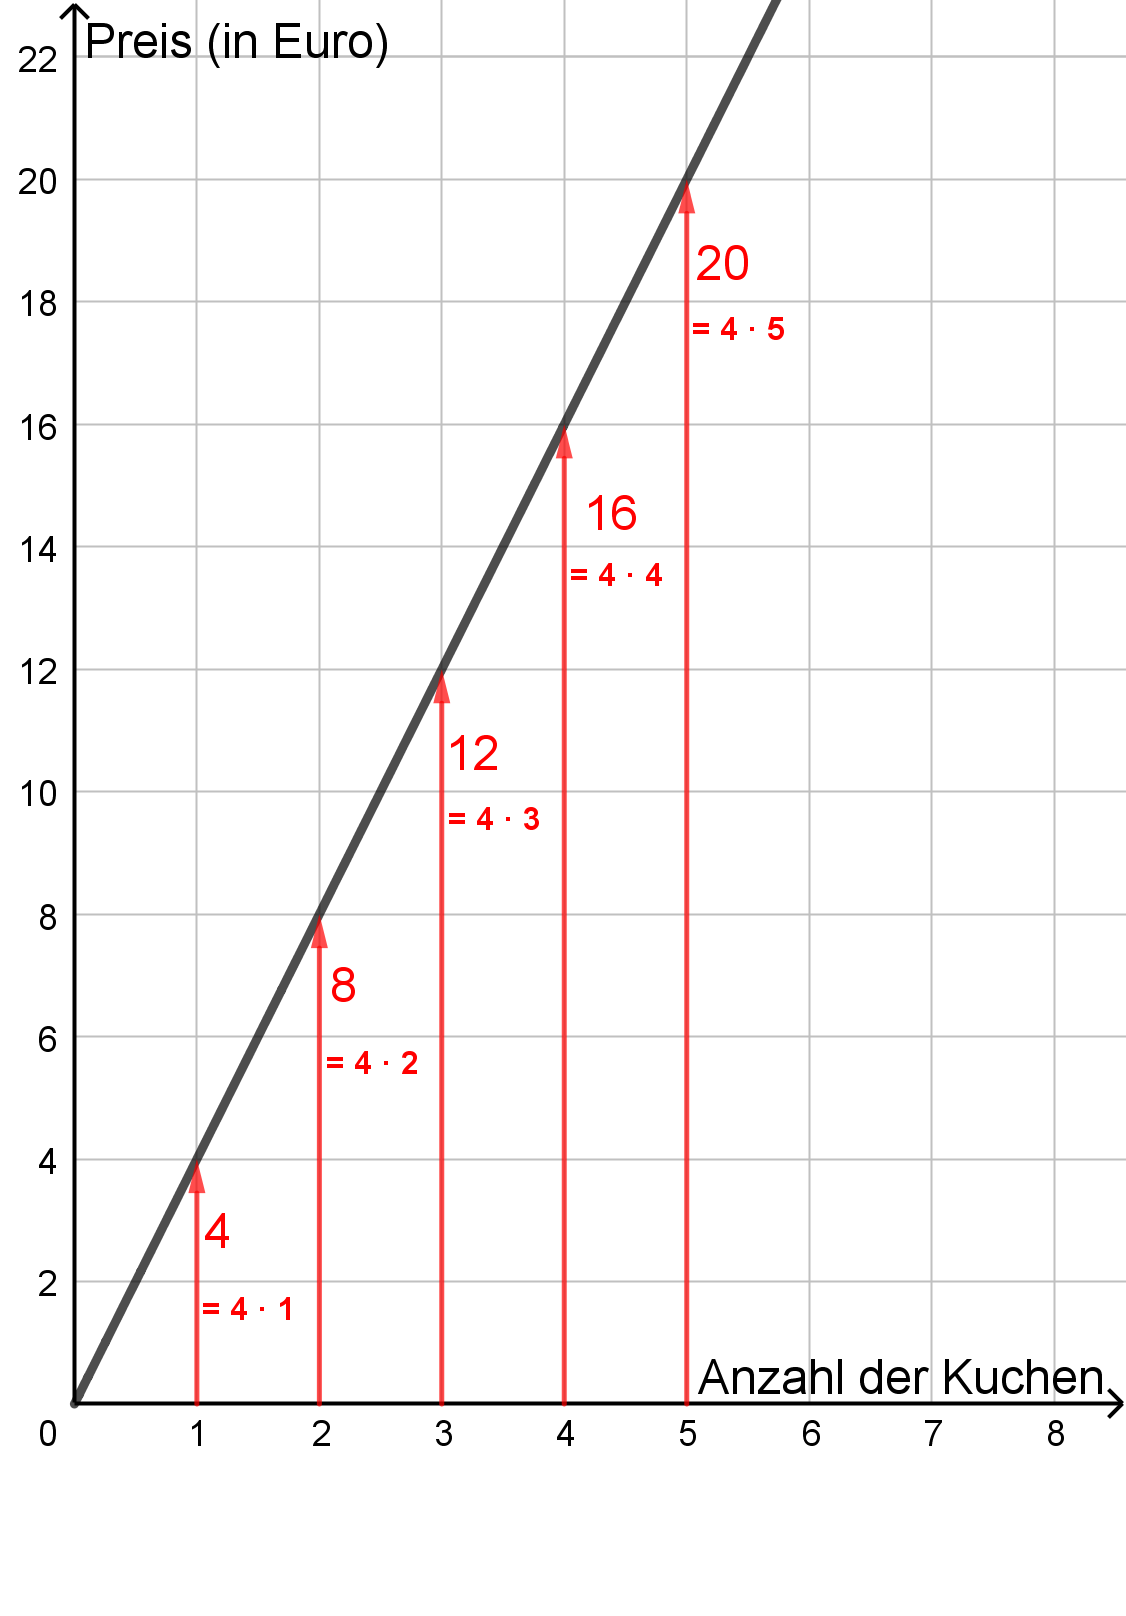 Preis (in Euro)
22
20
20
= 4 · 5
18
16
16
= 4 · 4
14
12
12
= 4 · 3
10
8
8
= 4 · 2
6
4
4
= 4 · 1
2
Anzahl der Kuchen
0 1 2 3 4 5 6 7 8